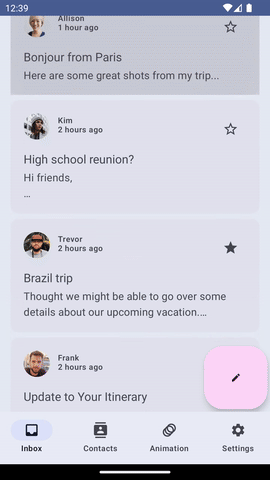 12:39
Allison
1 hour ago
Bonjour from Paris
Here are some great shots from my trip...
Kim
2 hours ago
High school reunion?
Hi friends,
...
Trevor
2 hours ago
Brazil trip
Thought we might be able to go over some
details about our upcoming vacation....
Frank
2 hours ago
Update to Your Itinerary
Inbox
Contacts
Animation
Settings